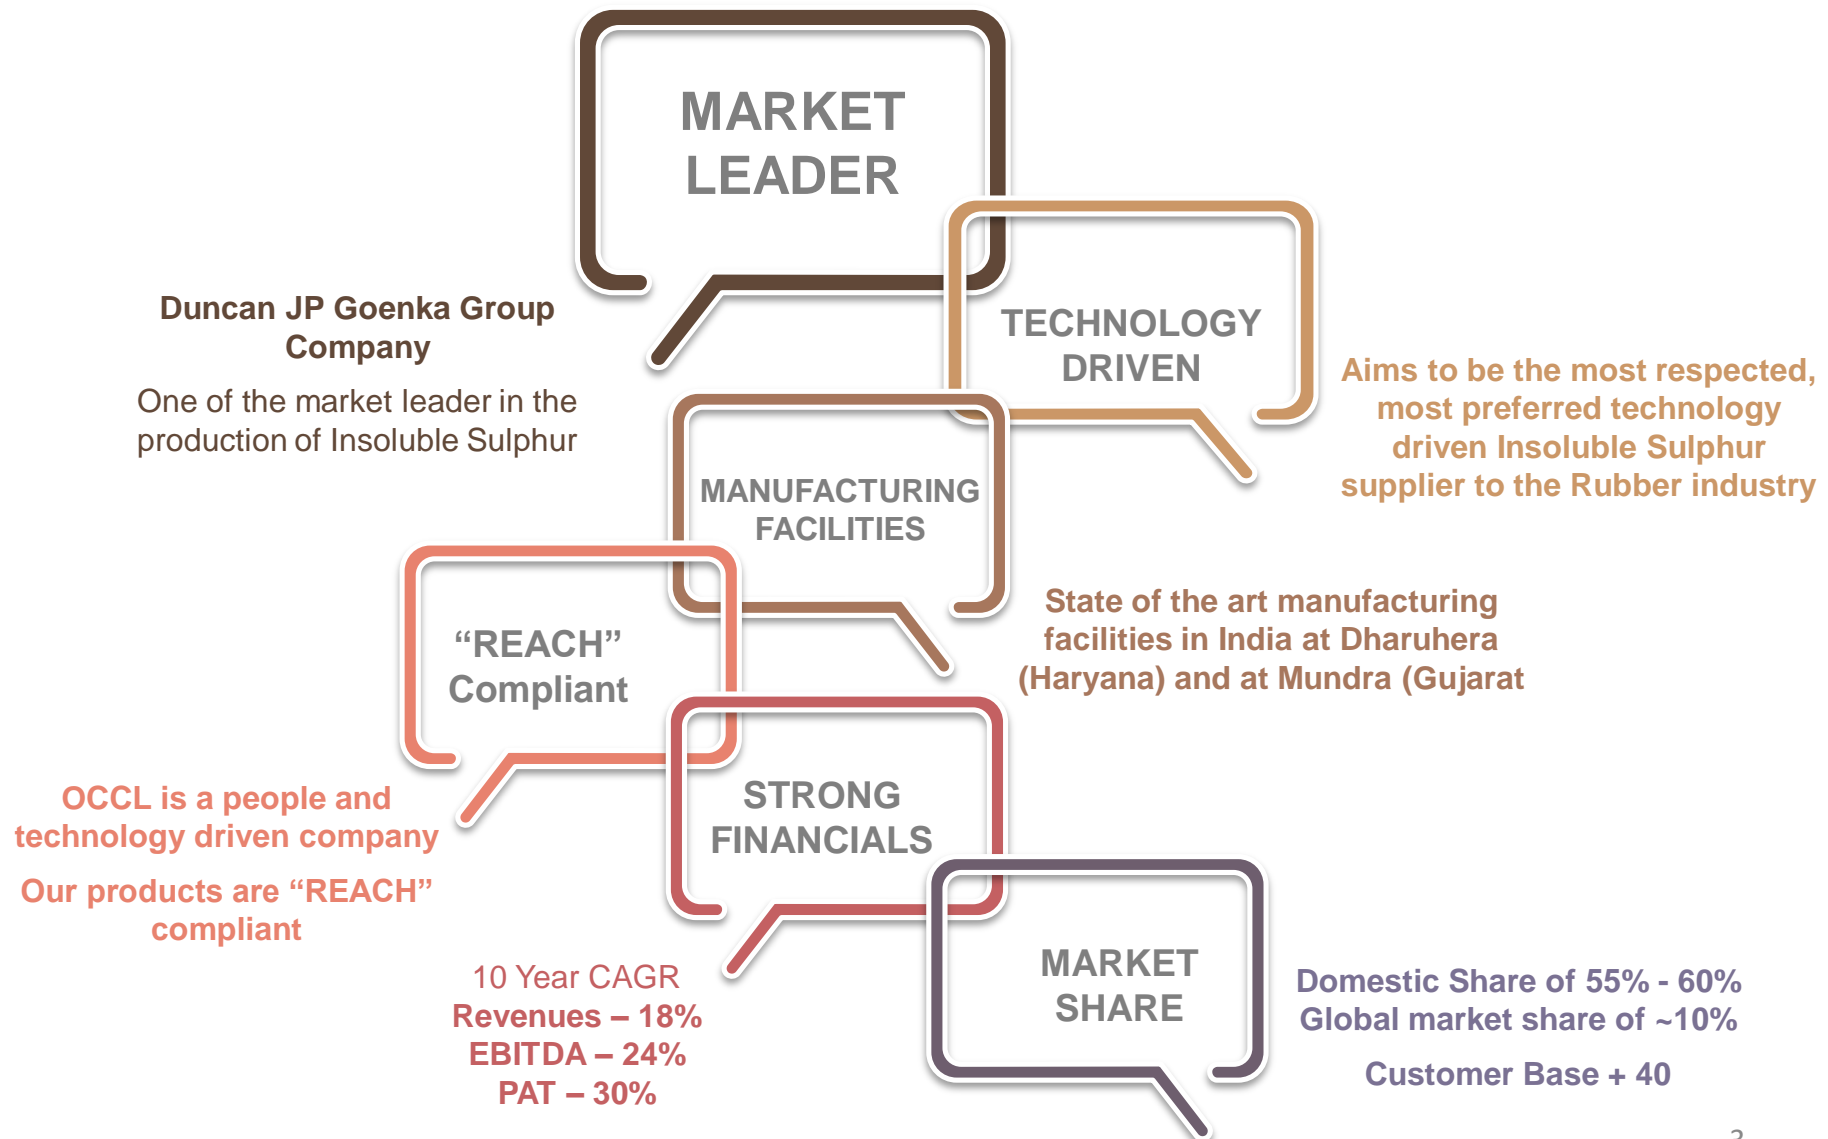 MARKET
LEADER
Duncan JP Goenka Group
Company
One of the market leader in the
production of Insoluble Sulphur
TECHNOLOGY
DRIVEN
Aims to be the most respected,
most preferred technology
driven Insoluble Sulphur
supplier to the Rubber industry
MANUFACTURING
FACILITIES
State of the art manufacturing
facilities in India at Dharuhera
(Haryana) and at Mundra (Gujarat
“REACH”
Compliant
OCCL is a people and
technology driven company
Our products are “REACH”
compliant
STRONG
FINANCIALS
10 Year CAGR
Revenues – 18%
EBITDA – 24%
PAT – 30%
MARKET
SHARE
Domestic Share of 55% - 60%
Global market share of ~10%
Customer Base + 40